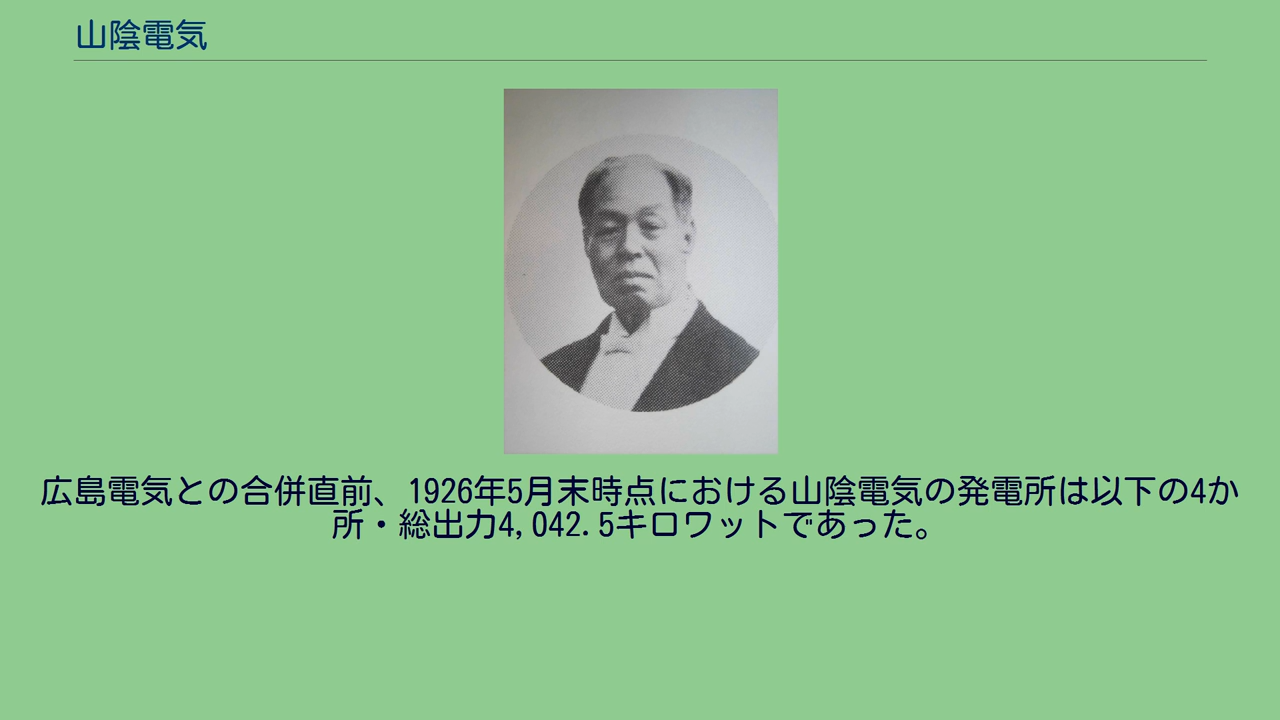 山陰電気
広島電気との合併直前、1926年5月末時点における山陰電気の発電所は以下の4か
所・総出力4,042.5キロワットであった。